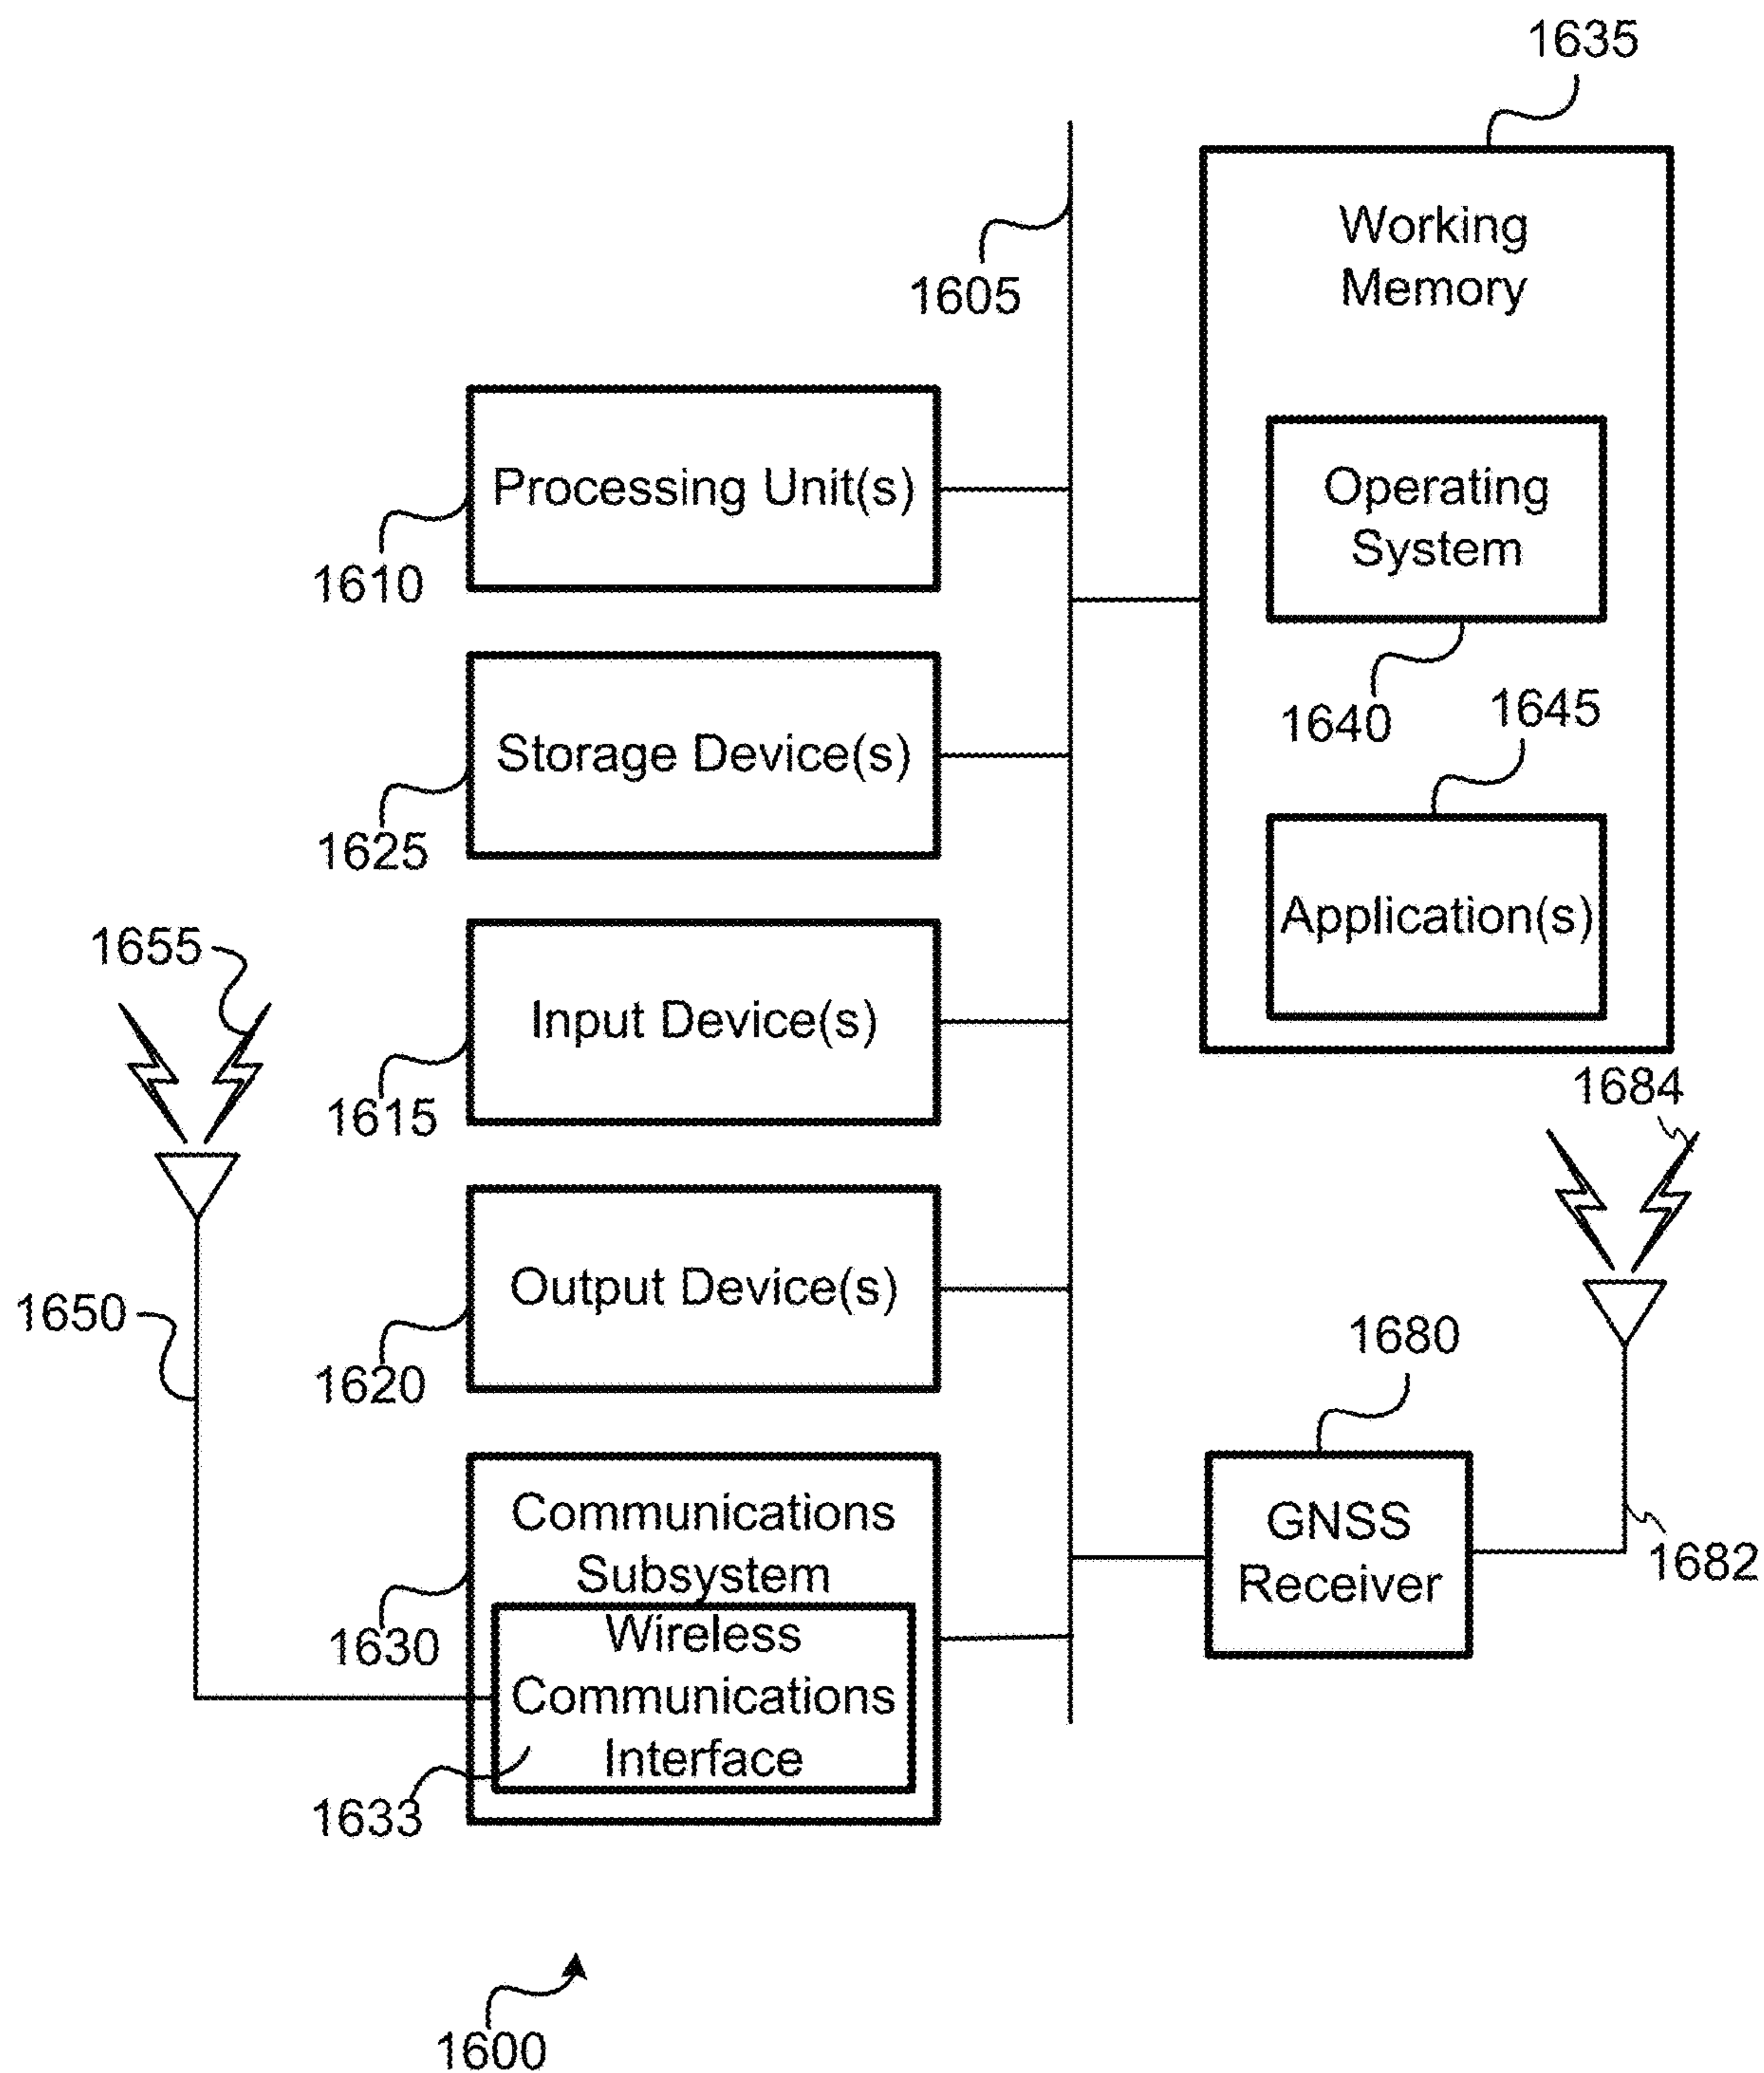 1635
Working
Memory
1605
Processing Unit(s)
1610
Operating
System
1640
1645
Storage Device(s)
1625
Application(s)
1655
Input Device(s)
1615
1684
Output Device(s)
1650
1620
1680
GNSS
Receiver
1682
Communications
Subsystem
1630
Wireless
Communications
Interface
1633
1600